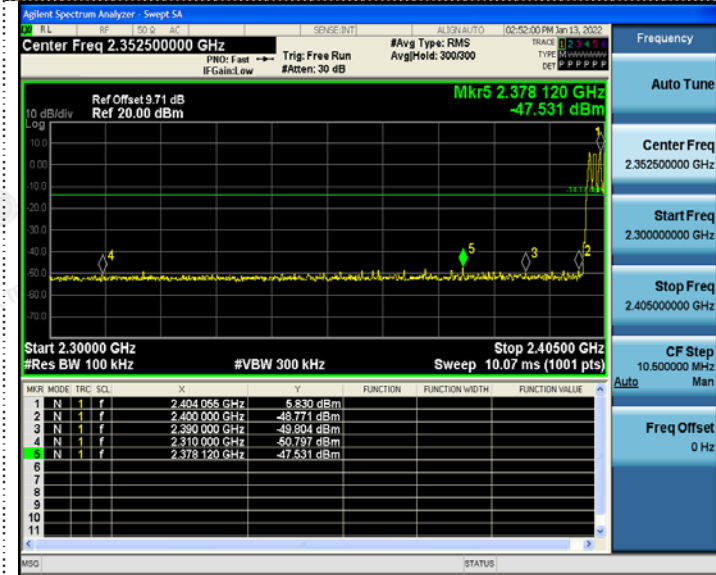 Agilent Spectrum Analyzer - Swept SA
RL RF 50 Ω AC SENSE:INT ALIGN AUTO 02:52:00 PM Jan 13, 2022
Center Freq 2.352500000 GHz
PNO: Fast
IFGain:Low
Trig: Free Run
#Atten: 30 dB
#Avg Type: RMS
Avg|Hold: 300/300
TRACE 1 2 3 4 5 6
TYPE M
DET P P P P P P
Frequency
Auto Tune
Center Freq
2.352500000 GHz
Start Freq
2.300000000 GHz
Stop Freq
2.405000000 GHz
CF Step
10.500000 MHz
Auto Man
Freq Offset
0 Hz
Mkr5 2.378 120 GHz
-47.531 dBm
Ref Offset 9.71 dB
Ref 20.00 dBm
10 dB/div
Log
10.0
0.00
-10.0
-20.0
-30.0
-40.0
-50.0
-60.0
-70.0
1
2
3
4
5
Start 2.30000 GHz
Stop 2.40500 GHz
#Res BW 100 kHz #VBW 300 kHz Sweep 10.07 ms (1001 pts)
MKR MODE TRC SCL X Y FUNCTION FUNCTION WIDTH FUNCTION VALUE
1 N 1 f 2.404 055 GHz 5.830 dBm
2 N 1 f 2.400 000 GHz -48.771 dBm
3 N 1 f 2.390 000 GHz -49.804 dBm
4 N 1 f 2.310 000 GHz -50.797 dBm
5 N 1 f 2.378 120 GHz -47.531 dBm
6
7
8
9
10
11
MSG STATUS